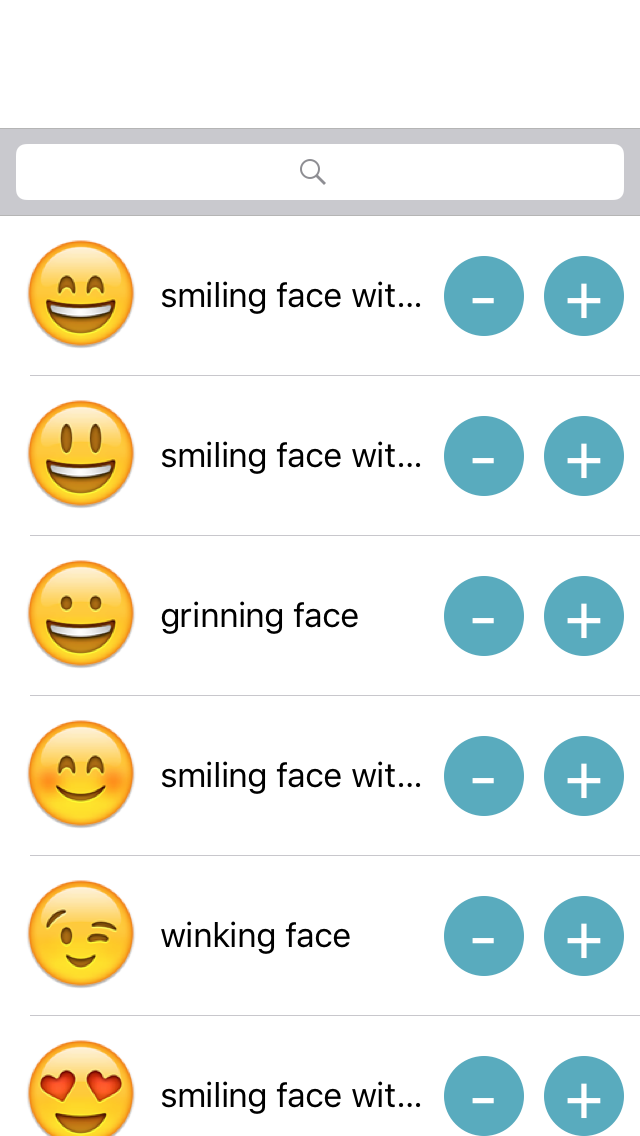 smiling face wit...
- +
smiling face wit...
- +
grinning face
- +
smiling face wit...
- +
winking face
- +
smiling face wit...
- +